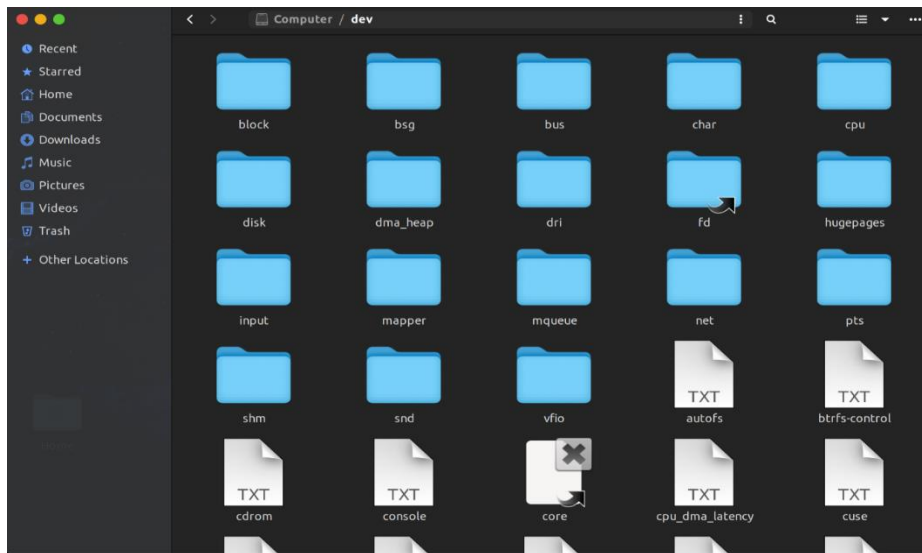 Computer / dev
Recent
Starred
Home
Documents
Downloads
Music
Pictures
Videos
Trash
+ Other Locations
block bsg bus char cpu
disk dma_heap dri fd hugepages
input mapper mqueue net pts
shm snd vfio
TXT TXT
autofs btrfs-control
TXT TXT TXT TXT
cdrom console core cpu_dma_latency cuse